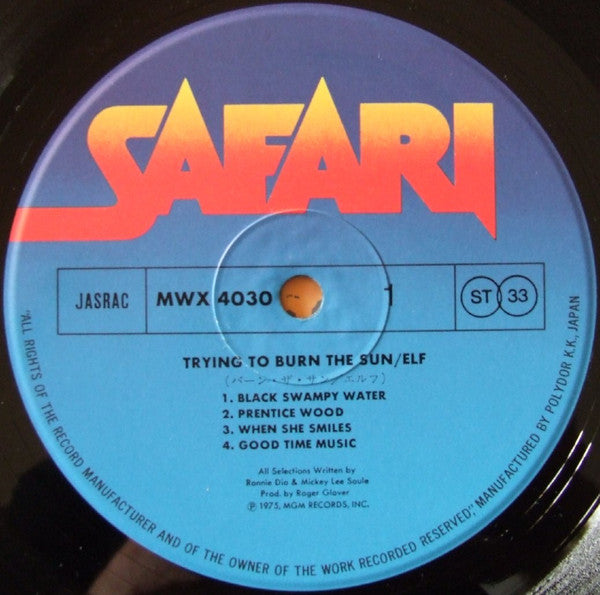 SAFARI
JASRAC
MWX 4030
1
ST 33
TRYING TO BURN THE SUN/ELF
(バーン・ザ・サン/エルフ)
1. BLACK SWAMPY WATER
2. PRENTICE WOOD
3. WHEN SHE SMILES
4. GOOD TIME MUSIC
All Selections Written by
Ronnie Dio & Mickey Lee Soule
Prod. by Roger Glover
Ⓟ 1975, MGM RECORDS, INC.
"ALL RIGHTS OF THE RECORD MANUFACTURER AND OF THE OWNER OF THE WORK RECORDED RESERVED", MANUFACTURED BY POLYDOR K.K., JAPAN